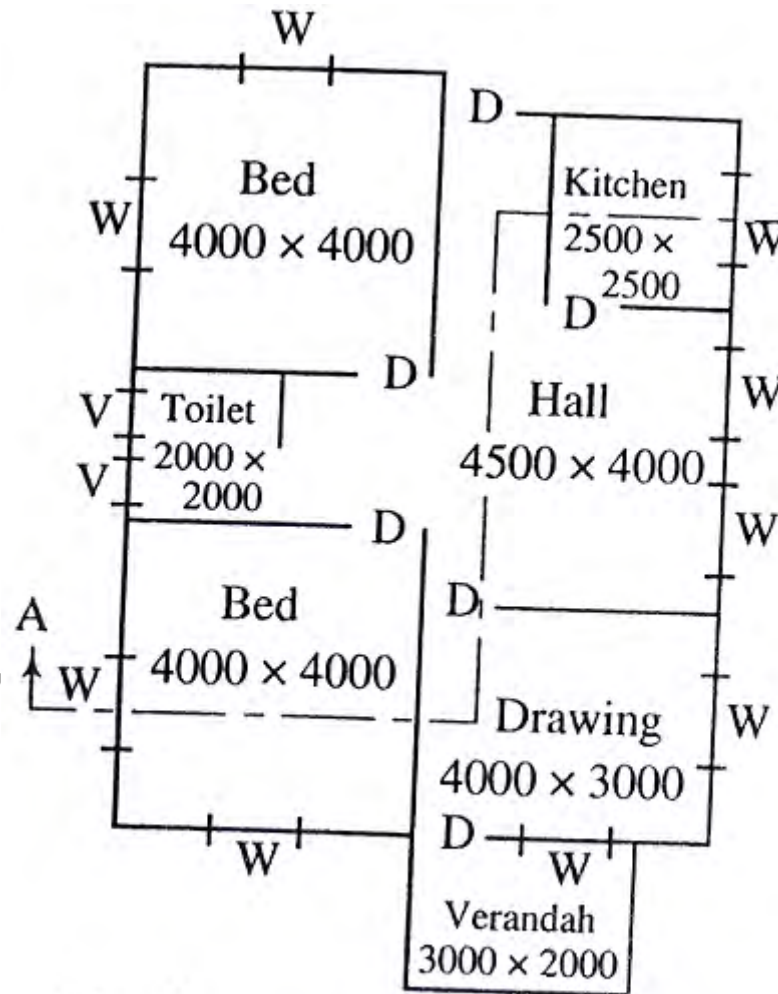 W
D
Bed
4000 × 4000
W
Kitchen
2500 ×
2500
W
D
D
V
Toilet
2000 ×
2000
V
Hall
4500 × 4000
W
W
D
Bed
4000 × 4000
D
A
W
Drawing
4000 × 3000
W
W
D
W
Verandah
3000 × 2000